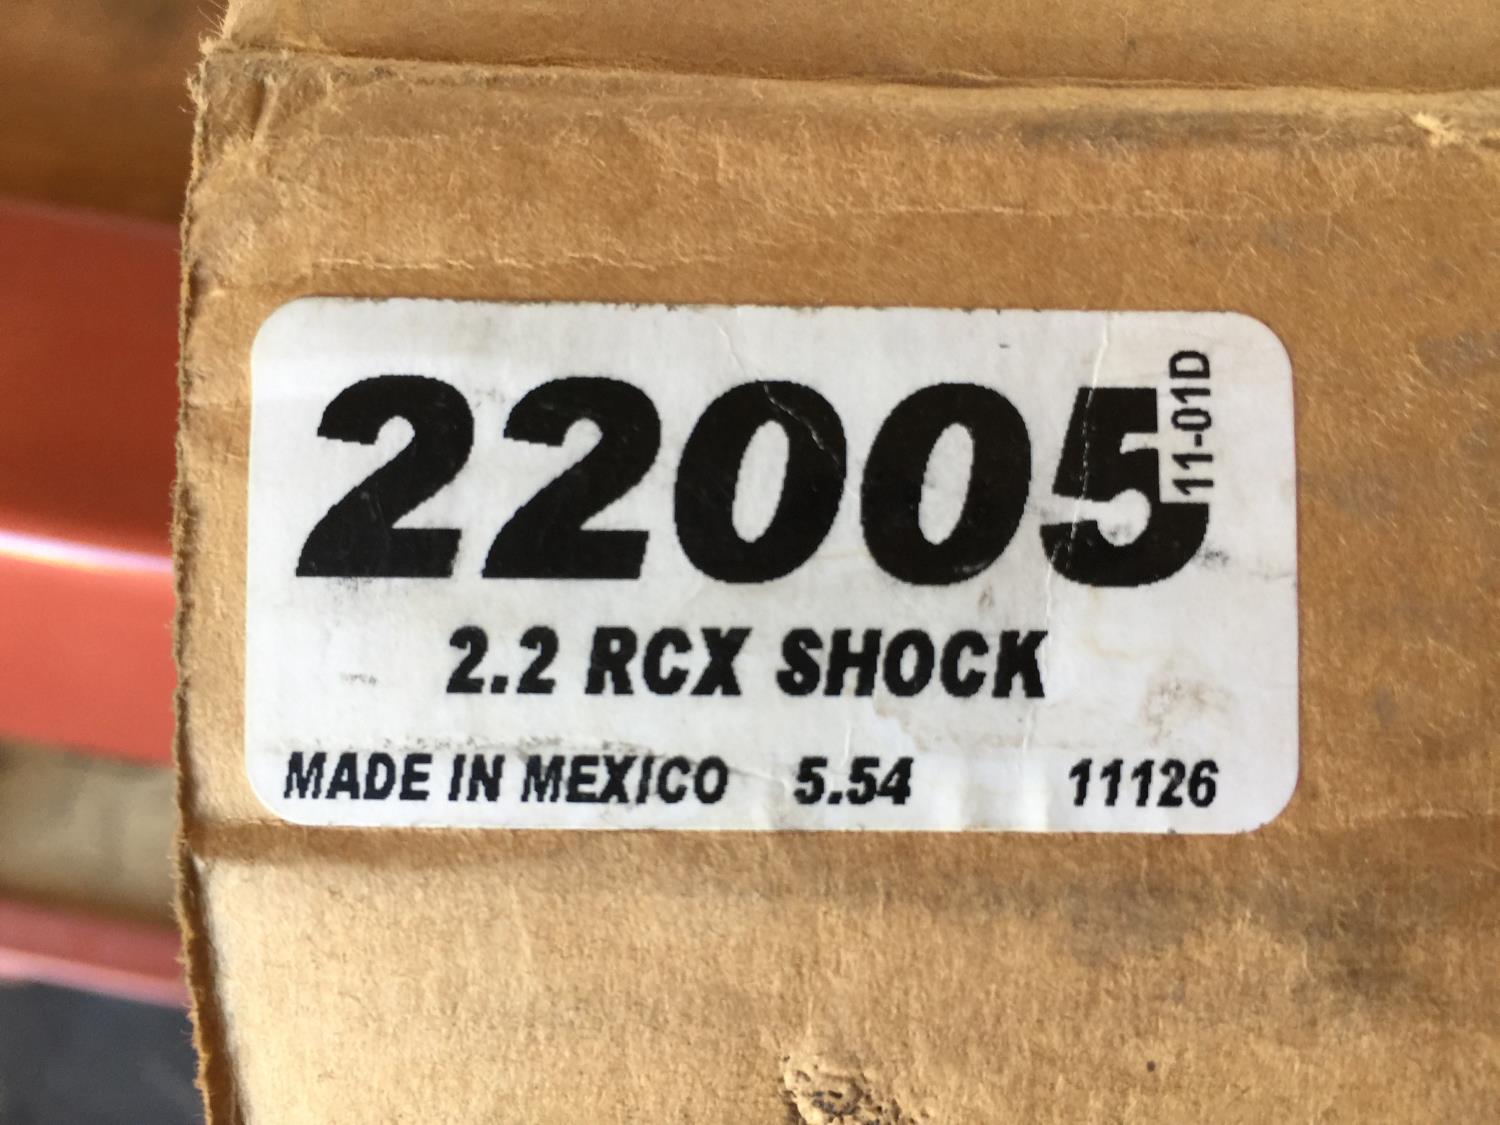 22005
11-01D
2.2 RCX SHOCK
MADE IN MEXICO 5.54 11126